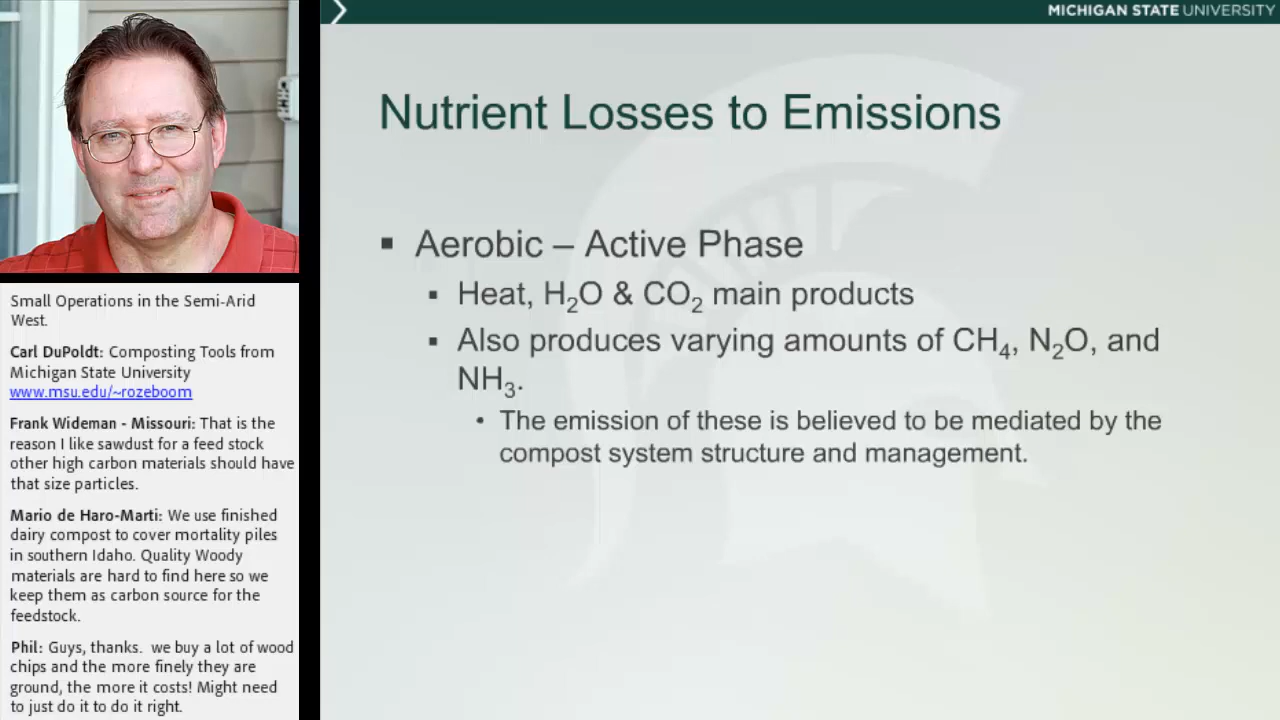 MICHIGAN STATE UNIVERSITY
Nutrient Losses to Emissions
▪ Aerobic – Active Phase
▪ Heat, H₂O & CO₂ main products
▪ Also produces varying amounts of CH₄, N₂O, and
NH₃.
• The emission of these is believed to be mediated by the
compost system structure and management.
Small Operations in the Semi-Arid
West.
Carl DuPoldt: Composting Tools from
Michigan State University
www.msu.edu/~rozeboom
Frank Wideman - Missouri: That is the
reason I like sawdust for a feed stock
other high carbon materials should have
that size particles.
Mario de Haro-Marti: We use finished
dairy compost to cover mortality piles
in southern Idaho. Quality Woody
materials are hard to find here so we
keep them as carbon source for the
feedstock.
Phil: Guys, thanks.  we buy a lot of wood
chips and the more finely they are
ground, the more it costs! Might need
to just do it to do it right.